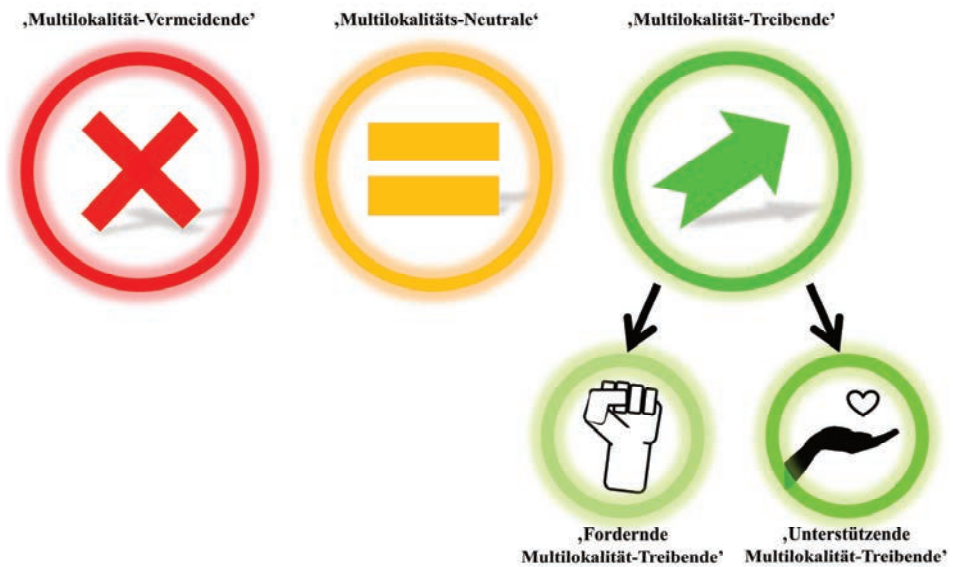 ‚Multilokalität-Vermeidende’
‚Multilokalitäts-Neutrale‘
‚Multilokalität-Treibende’
‚Fordernde
Multilokalität-Treibende’
‚Unterstützende
Multilokalität-Treibende’